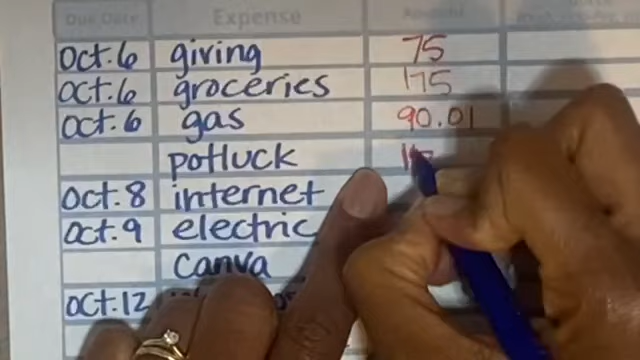 Due Date Expense Amount
Oct.6 giving 75
Oct.6 groceries 175
Oct.6 gas 90.01
potluck
Oct.8 internet
Oct.9 electric
Canva
Oct.12